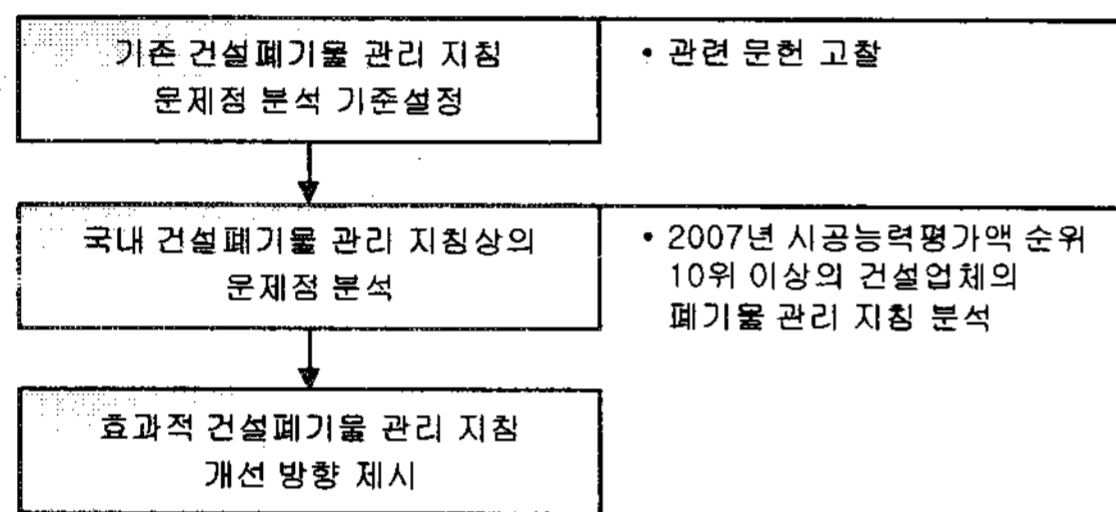 기존 건설폐기물 관리 지침
문제점 분석 기준설정
• 관련 문헌 고찰
국내 건설폐기물 관리 지침상의
문제점 분석
• 2007년 시공능력평가액 순위
10위 이상의 건설업체의
폐기물 관리 지침 분석
효과적 건설폐기물 관리 지침
개선 방향 제시